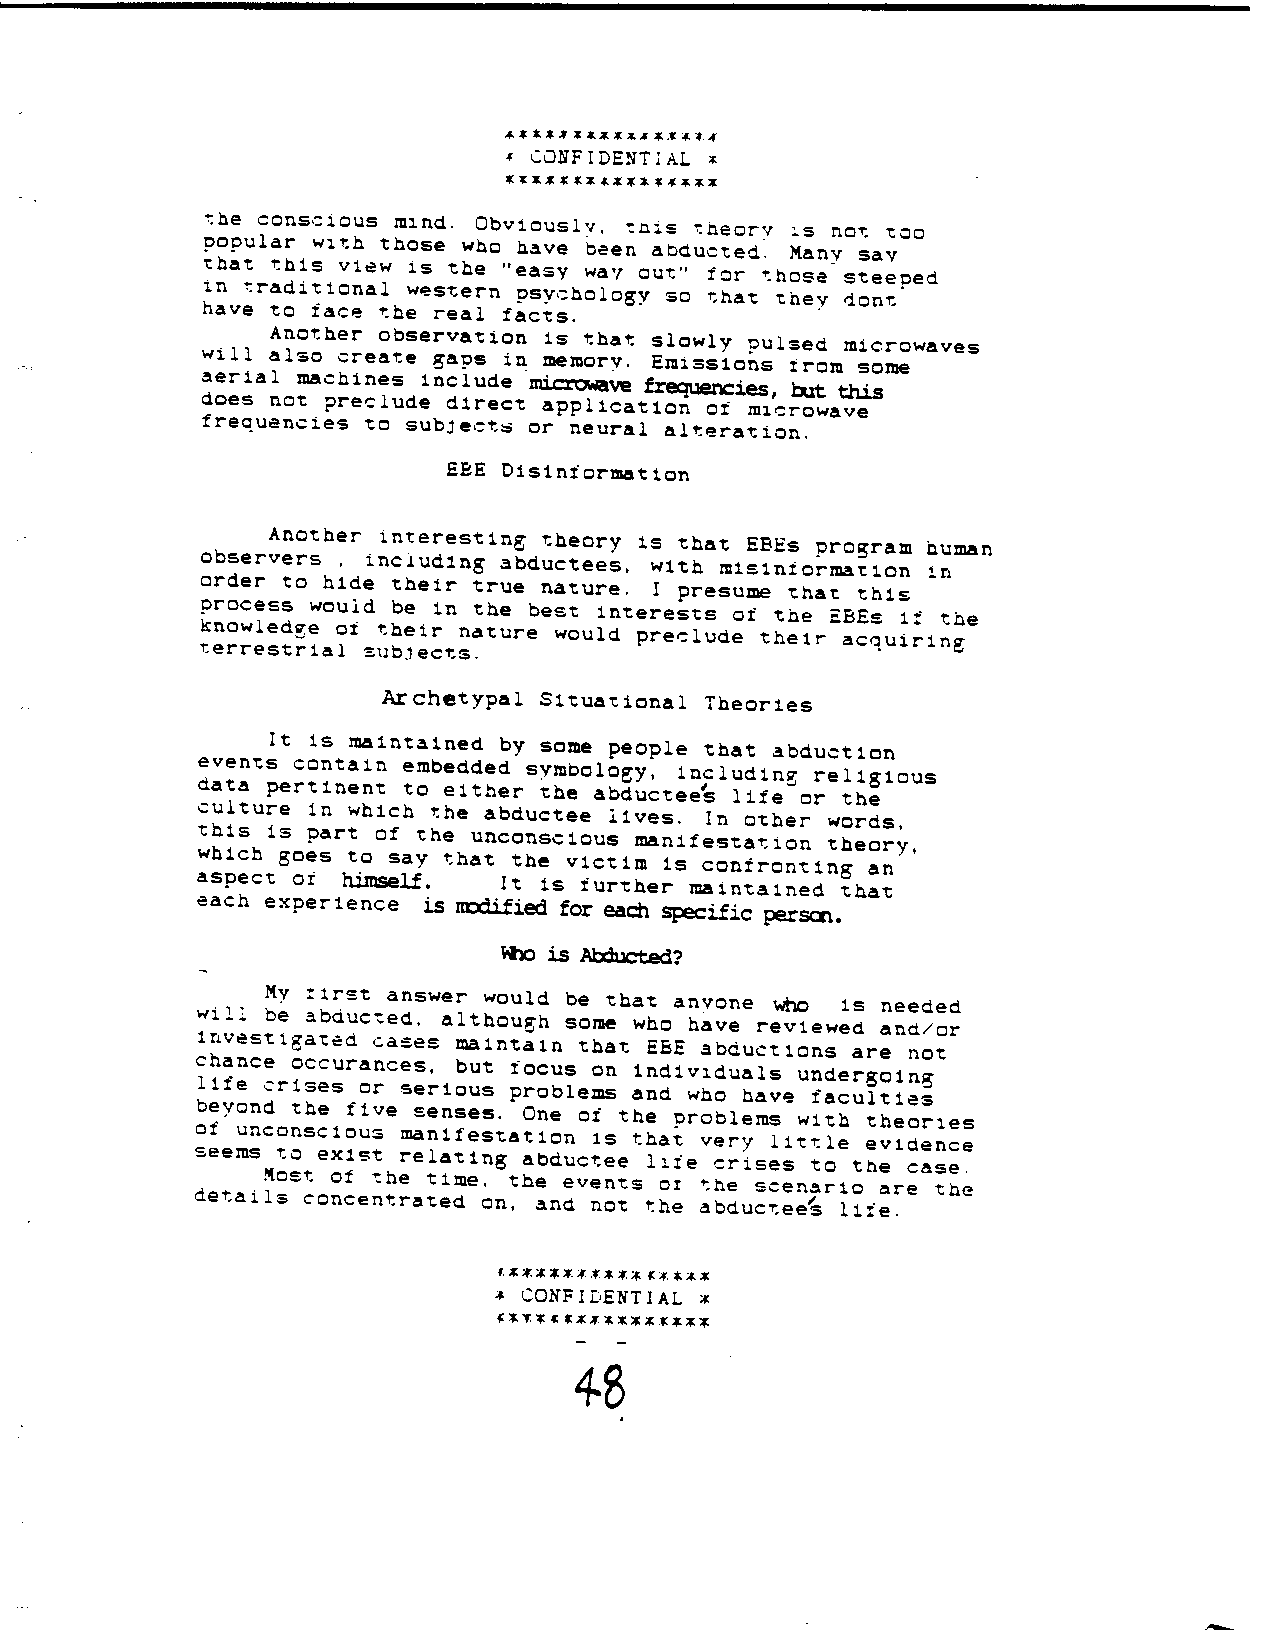 ****************
* CONFIDENTIAL *
****************
the conscious mind. Obviously, this theory is not too
popular with those who have been abducted. Many say
that this view is the "easy way out" for those steeped
in traditional western psychology so that they dont
have to face the real facts.
Another observation is that slowly pulsed microwaves
will also create gaps in memory. Emissions from some
aerial machines include microwave frequencies, but this
does not preclude direct application of microwave
frequencies to subjects or neural alteration.
EBE Disinformation
Another interesting theory is that EBEs program human
observers , including abductees, with misinformation in
order to hide their true nature. I presume that this
process would be in the best interests of the EBEs if the
knowledge of their nature would preclude their acquiring
terrestrial subjects.
Archetypal Situational Theories
It is maintained by some people that abduction
events contain embedded symbology, including religious
data pertinent to either the abductee's life or the
culture in which the abductee lives. In other words,
this is part of the unconscious manifestation theory,
which goes to say that the victim is confronting an
aspect of himself. It is further maintained that
each experience is modified for each specific person.
Who is Abducted?
My first answer would be that anyone who is needed
will be abducted, although some who have reviewed and/or
investigated cases maintain that EBE abductions are not
chance occurances, but focus on individuals undergoing
life crises or serious problems and who have faculties
beyond the five senses. One of the problems with theories
of unconscious manifestation is that very little evidence
seems to exist relating abductee life crises to the case.
Most of the time, the events of the scenario are the
details concentrated on, and not the abductee's life.
****************
* CONFIDENTIAL *
****************
48